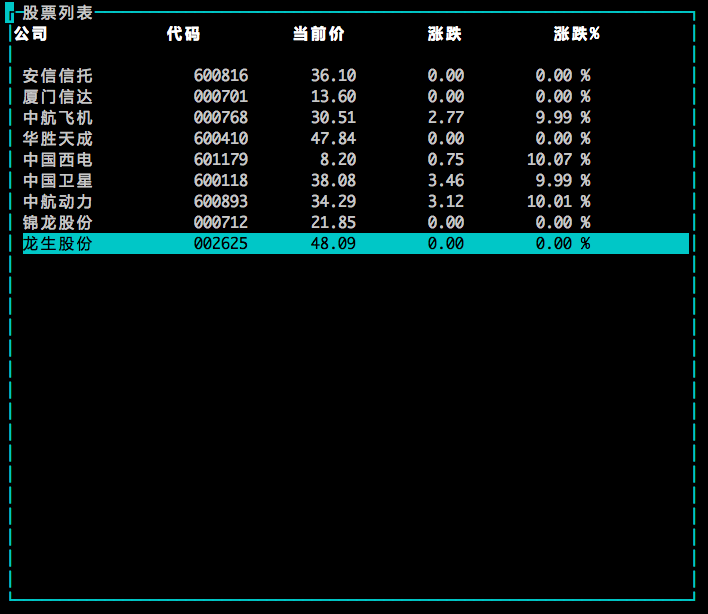 股票列表
公司 代码 当前价 涨跌 涨跌%
安信信托 600816 36.10 0.00 0.00 %
厦门信达 000701 13.60 0.00 0.00 %
中航飞机 000768 30.51 2.77 9.99 %
华胜天成 600410 47.84 0.00 0.00 %
中国西电 601179 8.20 0.75 10.07 %
中国卫星 600118 38.08 3.46 9.99 %
中航动力 600893 34.29 3.12 10.01 %
锦龙股份 000712 21.85 0.00 0.00 %
龙生股份 002625 48.09 0.00 0.00 %